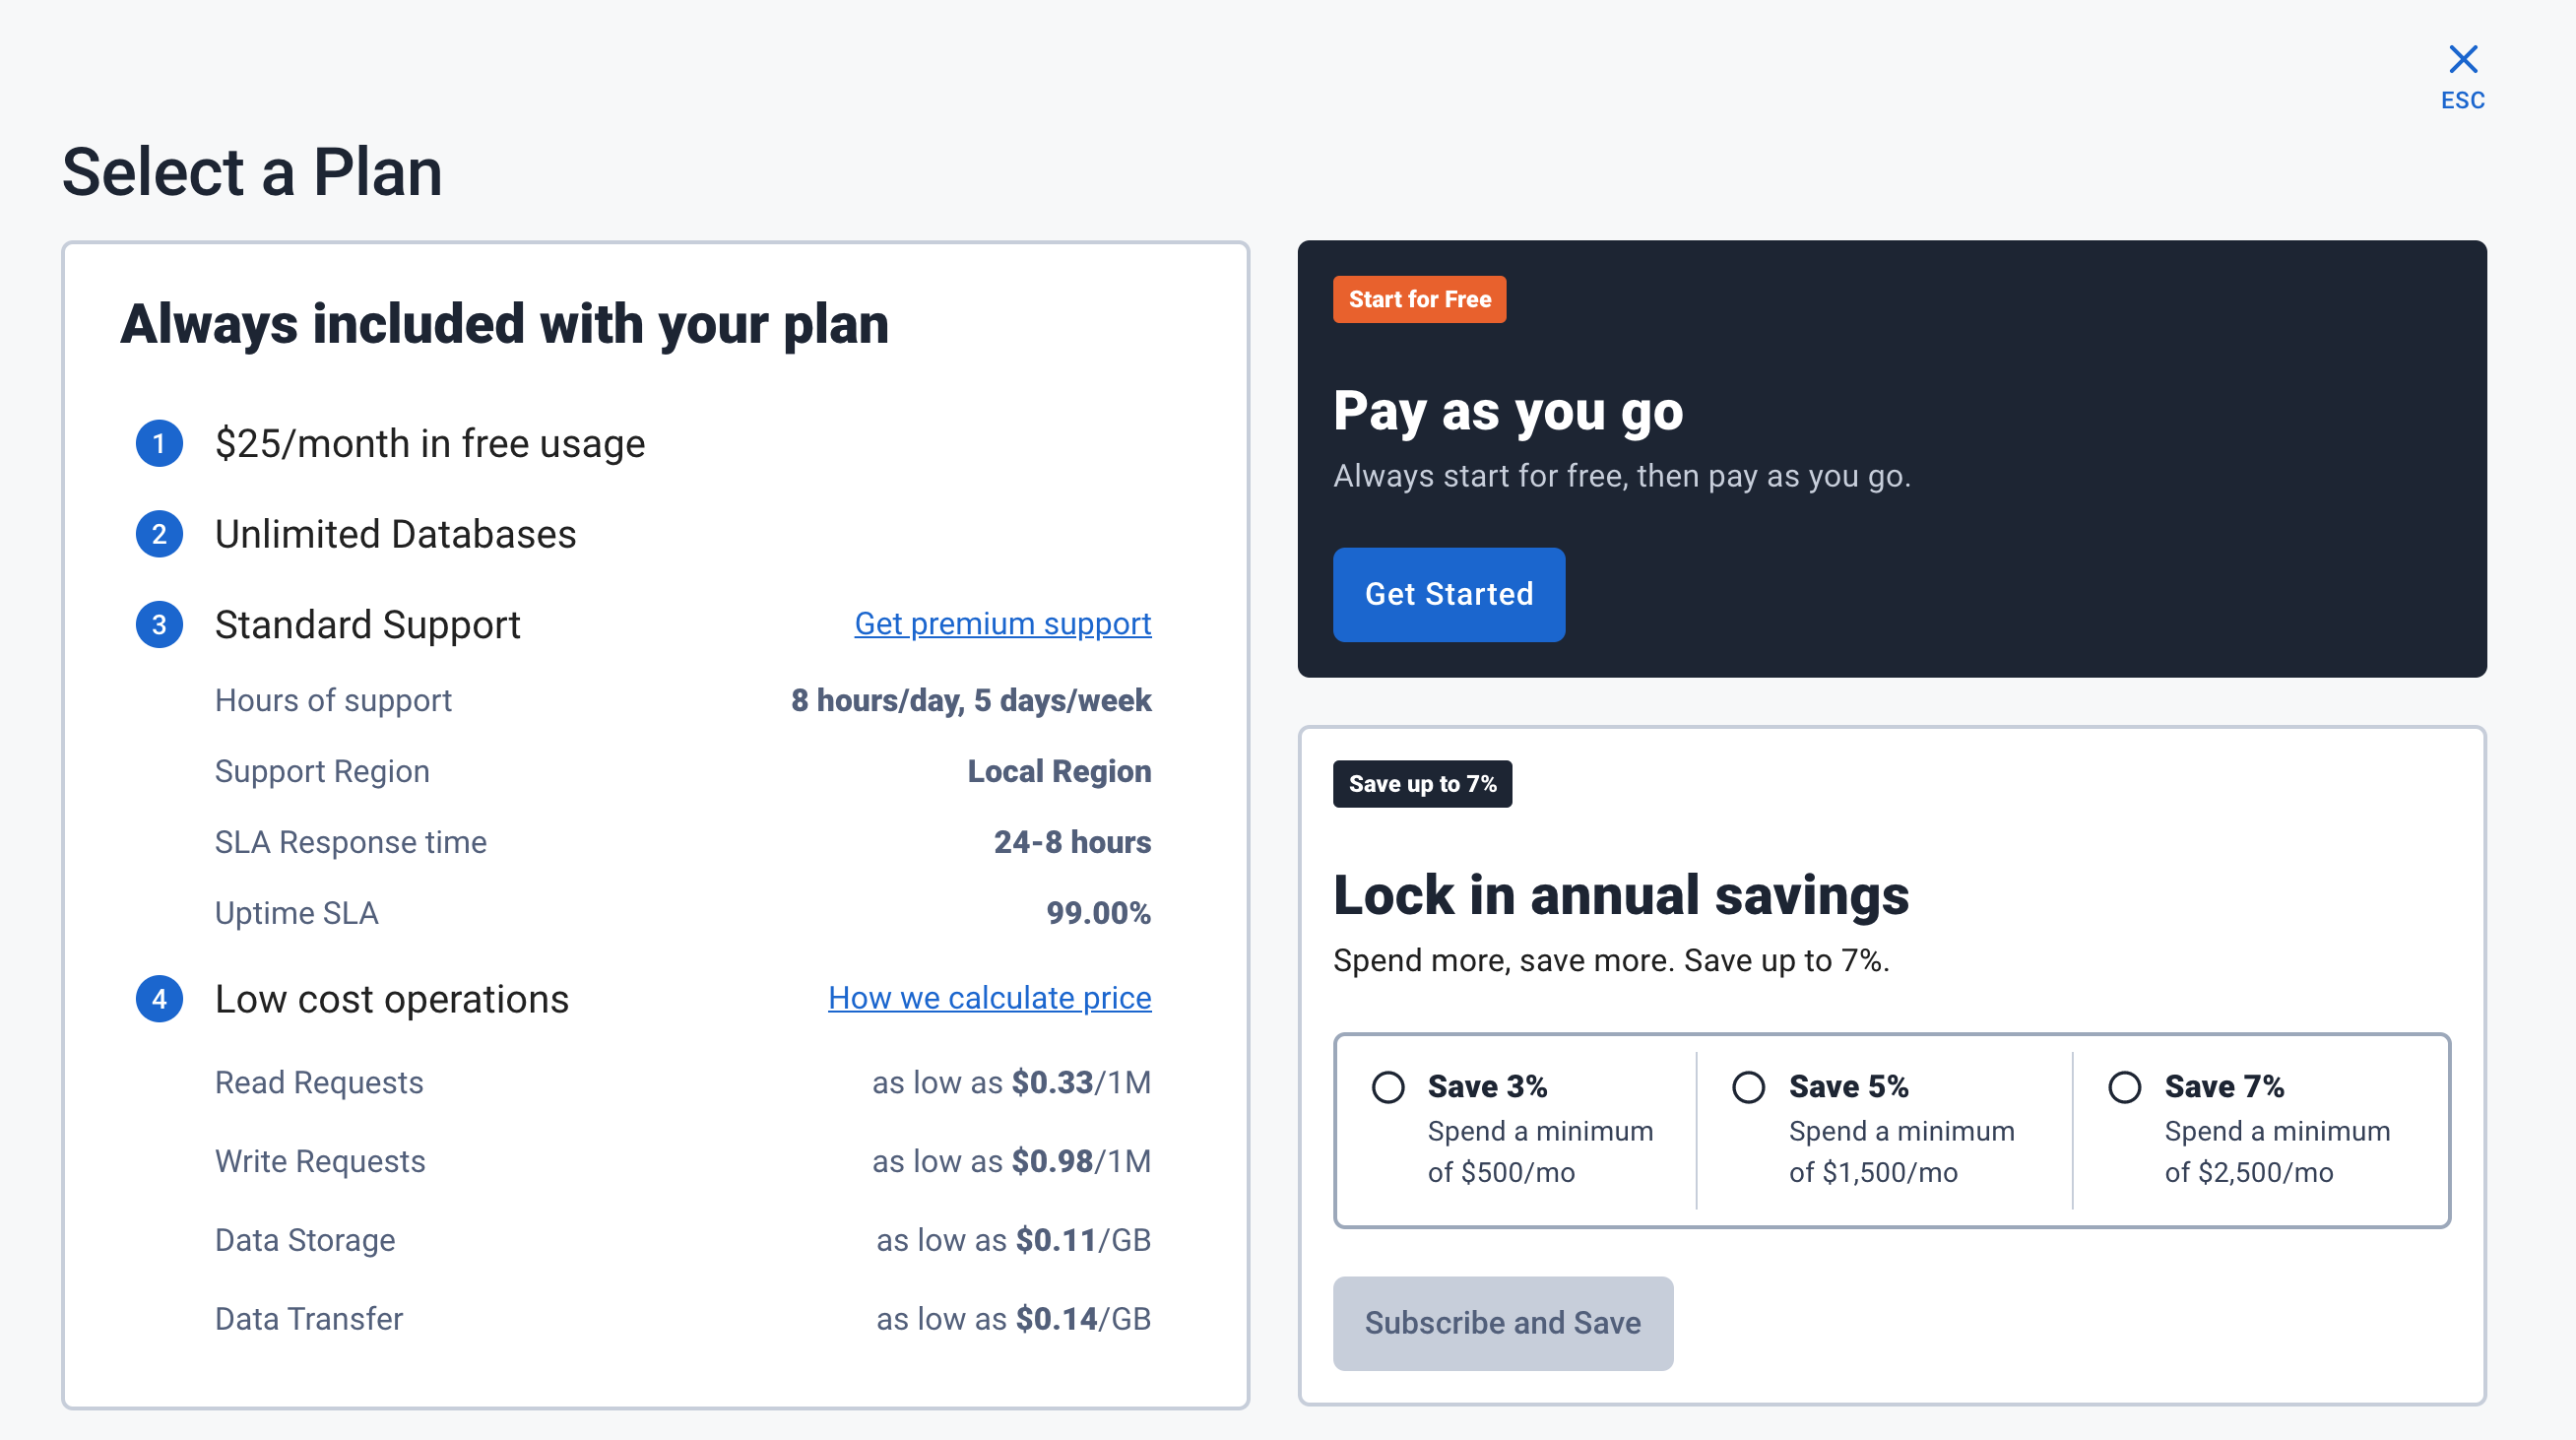 ESC
Select a Plan
Always included with your plan
1 $25/month in free usage
2 Unlimited Databases
3 Standard Support Get premium support
Hours of support 8 hours/day, 5 days/week
Support Region Local Region
SLA Response time 24-8 hours
Uptime SLA 99.00%
4 Low cost operations How we calculate price
Read Requests as low as $0.33/1M
Write Requests as low as $0.98/1M
Data Storage as low as $0.11/GB
Data Transfer as low as $0.14/GB
Start for Free
Pay as you go
Always start for free, then pay as you go.
Get Started
Save up to 7%
Lock in annual savings
Spend more, save more. Save up to 7%.
Save 3%
Spend a minimum
of $500/mo
Save 5%
Spend a minimum
of $1,500/mo
Save 7%
Spend a minimum
of $2,500/mo
Subscribe and Save